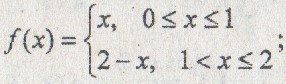 f(x) = { x, 0 ≤ x ≤ 1
2 − x, 1 < x ≤ 2 ;